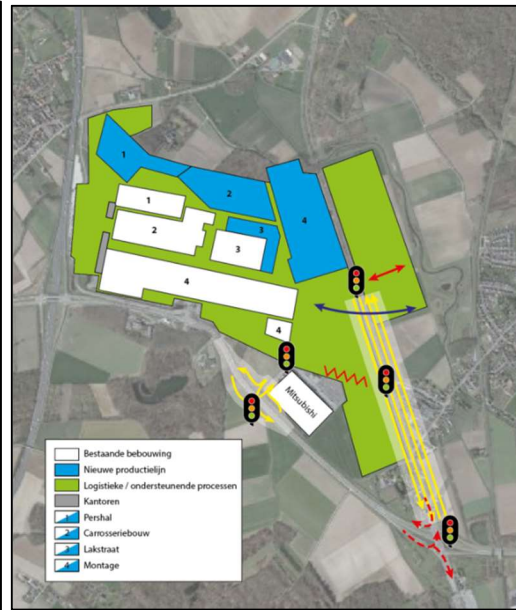 1
2
1
2
3
3
4
4
4
Mitsubishi
Bestaande bebouwing
Nieuwe productielijn
Logistieke / ondersteunende processen
Kantoren
1 Pershal
2 Carrosseriebouw
3 Lakstraat
4 Montage